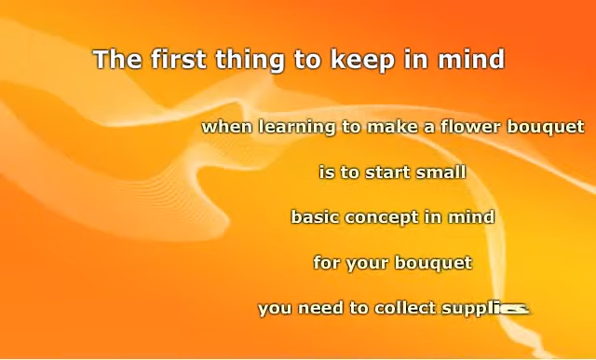 The first thing to keep in mind
when learning to make a flower bouquet
is to start small
basic concept in mind
for your bouquet
you need to collect